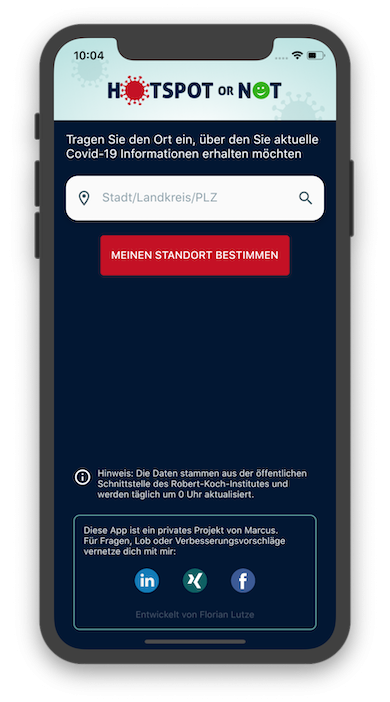 10:04
HOTSPOT OR NOT
Tragen Sie den Ort ein, über den Sie aktuelle
Covid-19 Informationen erhalten möchten
Stadt/Landkreis/PLZ
MEINEN STANDORT BESTIMMEN
Hinweis: Die Daten stammen aus der öffentlichen
Schnittstelle des Robert-Koch-Institutes und
werden täglich um 0 Uhr aktualisiert.
Diese App ist ein privates Projekt von Marcus.
Für Fragen, Lob oder Verbesserungsvorschläge
vernetze dich mit mir:
in
f
Entwickelt von Florian Lutze